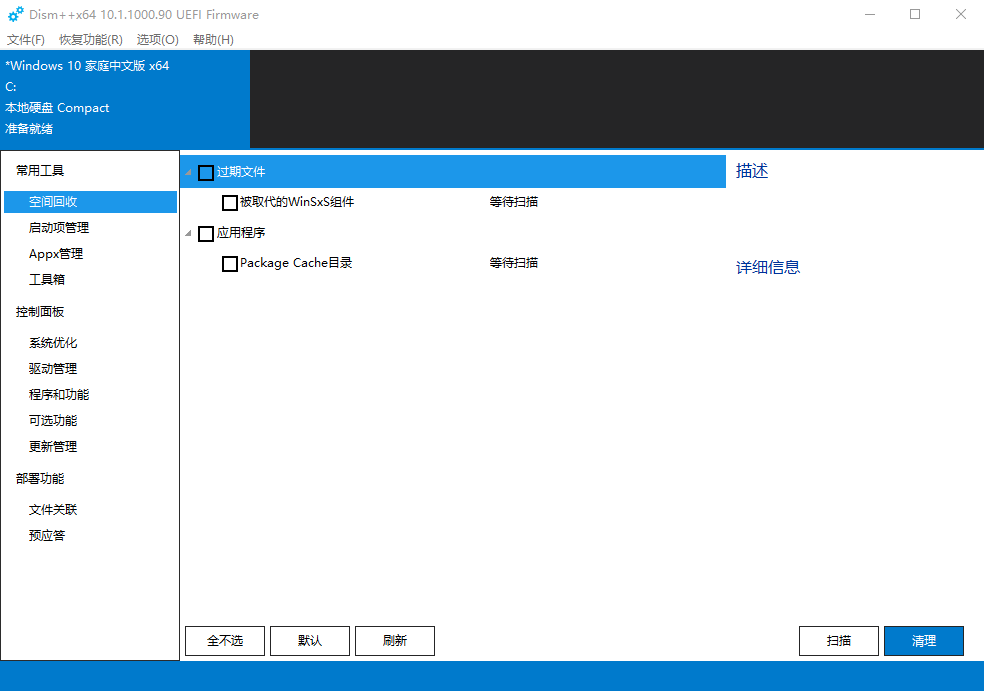 Dism++x64 10.1.1000.90 UEFI Firmware
文件(F) 恢复功能(R) 选项(O) 帮助(H)
*Windows 10 家庭中文版 x64
C:
本地硬盘 Compact
准备就绪
常用工具
空间回收
启动项管理
Appx管理
工具箱
控制面板
系统优化
驱动管理
程序和功能
可选功能
更新管理
部署功能
文件关联
预应答
过期文件
被取代的WinSxS组件 等待扫描
应用程序
Package Cache目录 等待扫描
描述
详细信息
全不选 默认 刷新 扫描 清理